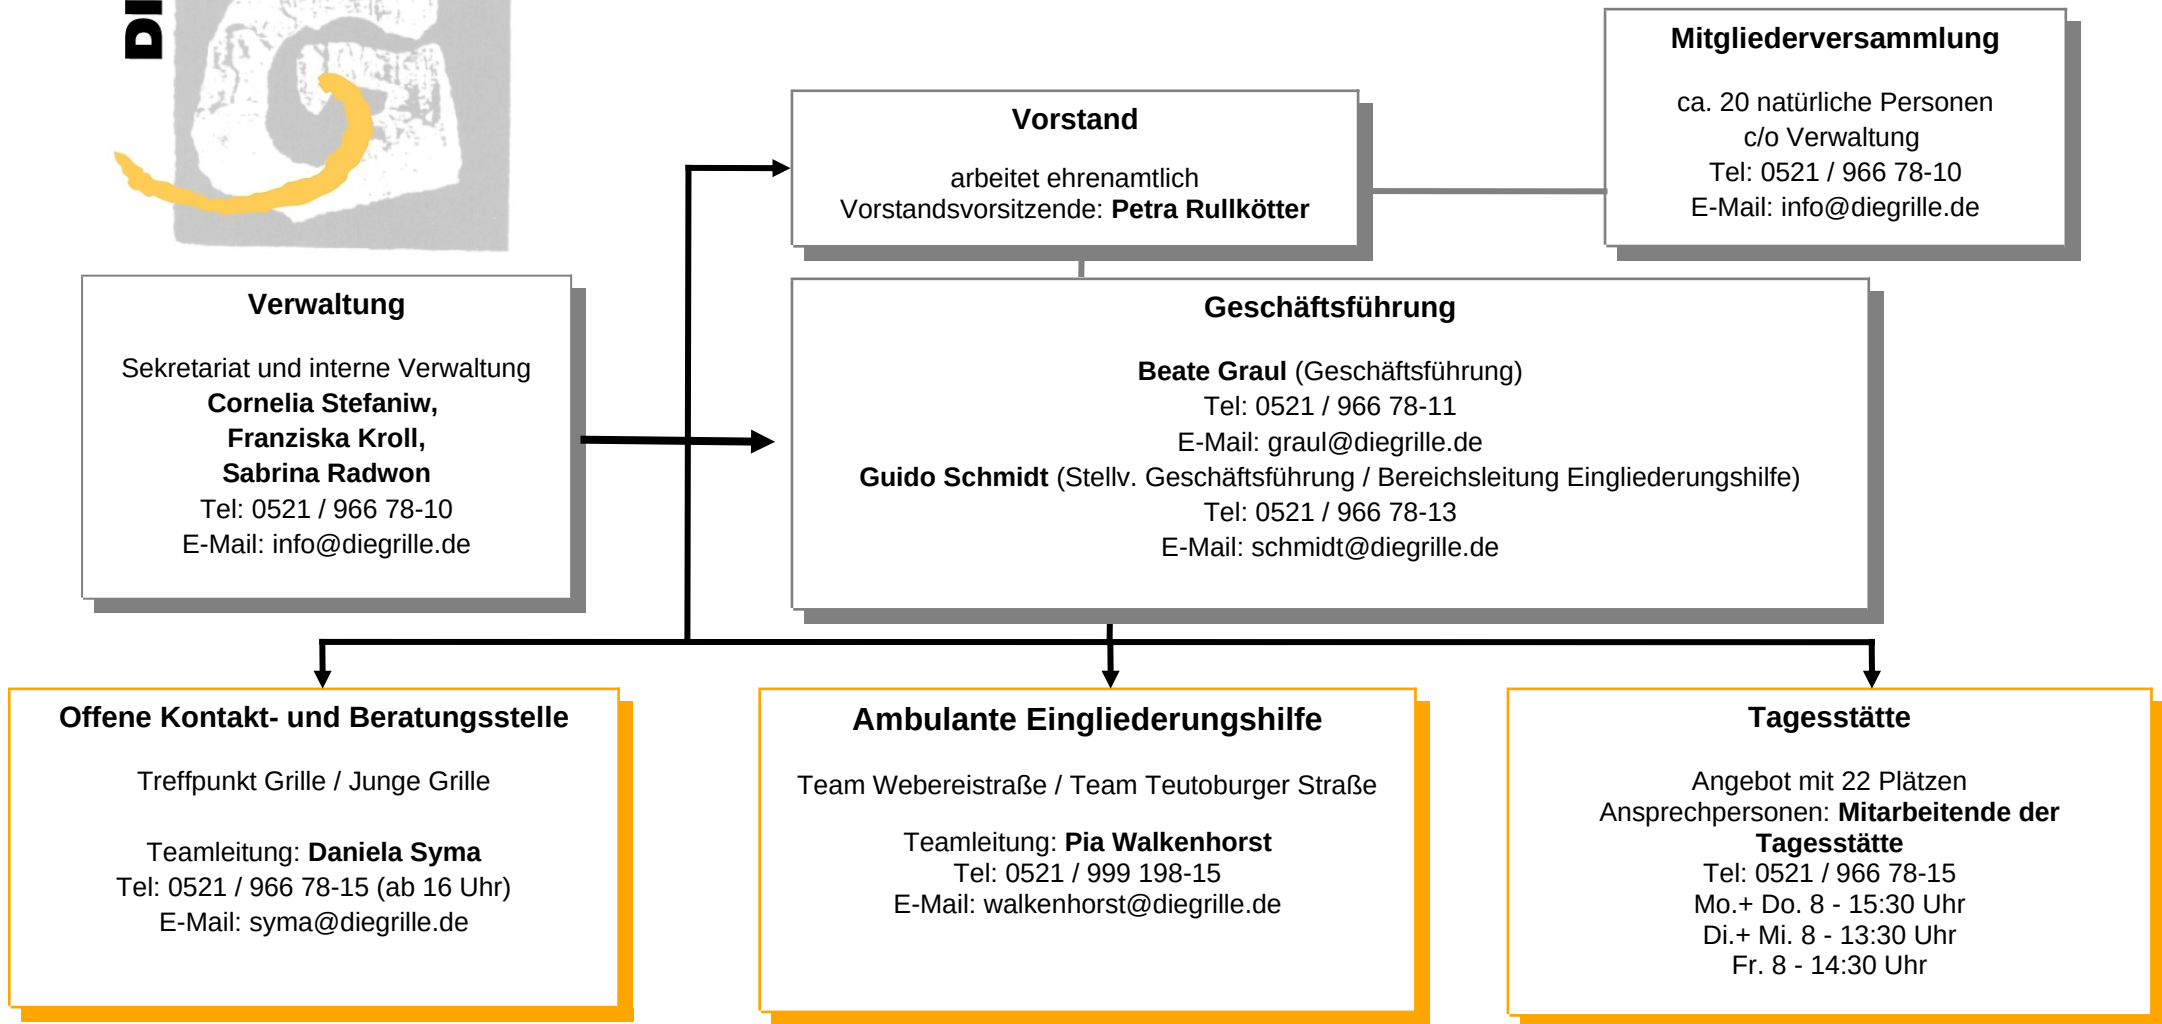 Mitgliederversammlung
ca. 20 natürliche Personen
c/o Verwaltung
Tel: 0521 / 966 78-10
E-Mail: info@diegrille.de
Vorstand
arbeitet ehrenamtlich
Vorstandsvorsitzende: Petra Rullkötter
Verwaltung
Sekretariat und interne Verwaltung
Cornelia Stefaniw,
Franziska Kroll,
Sabrina Radwon
Tel: 0521 / 966 78-10
E-Mail: info@diegrille.de
Geschäftsführung
Beate Graul (Geschäftsführung)
Tel: 0521 / 966 78-11
E-Mail: graul@diegrille.de
Guido Schmidt (Stellv. Geschäftsführung / Bereichsleitung Eingliederungshilfe)
Tel: 0521 / 966 78-13
E-Mail: schmidt@diegrille.de
Offene Kontakt- und Beratungsstelle
Treffpunkt Grille / Junge Grille
Teamleitung: Daniela Syma
Tel: 0521 / 966 78-15 (ab 16 Uhr)
E-Mail: syma@diegrille.de
Ambulante Eingliederungshilfe
Team Webereistraße / Team Teutoburger Straße
Teamleitung: Pia Walkenhorst
Tel: 0521 / 999 198-15
E-Mail: walkenhorst@diegrille.de
Tagesstätte
Angebot mit 22 Plätzen
Ansprechpersonen: Mitarbeitende der
Tagesstätte
Tel: 0521 / 966 78-15
Mo.+ Do. 8 - 15:30 Uhr
Di.+ Mi. 8 - 13:30 Uhr
Fr. 8 - 14:30 Uhr